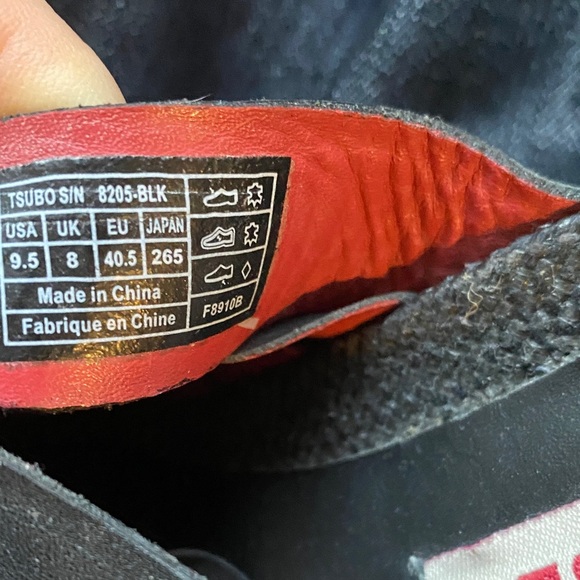 TSUBO S/N 8205-BLK
USA UK EU JAPAN
9.5 8 40.5 265
Made in China
Fabrique en Chine
F8910B